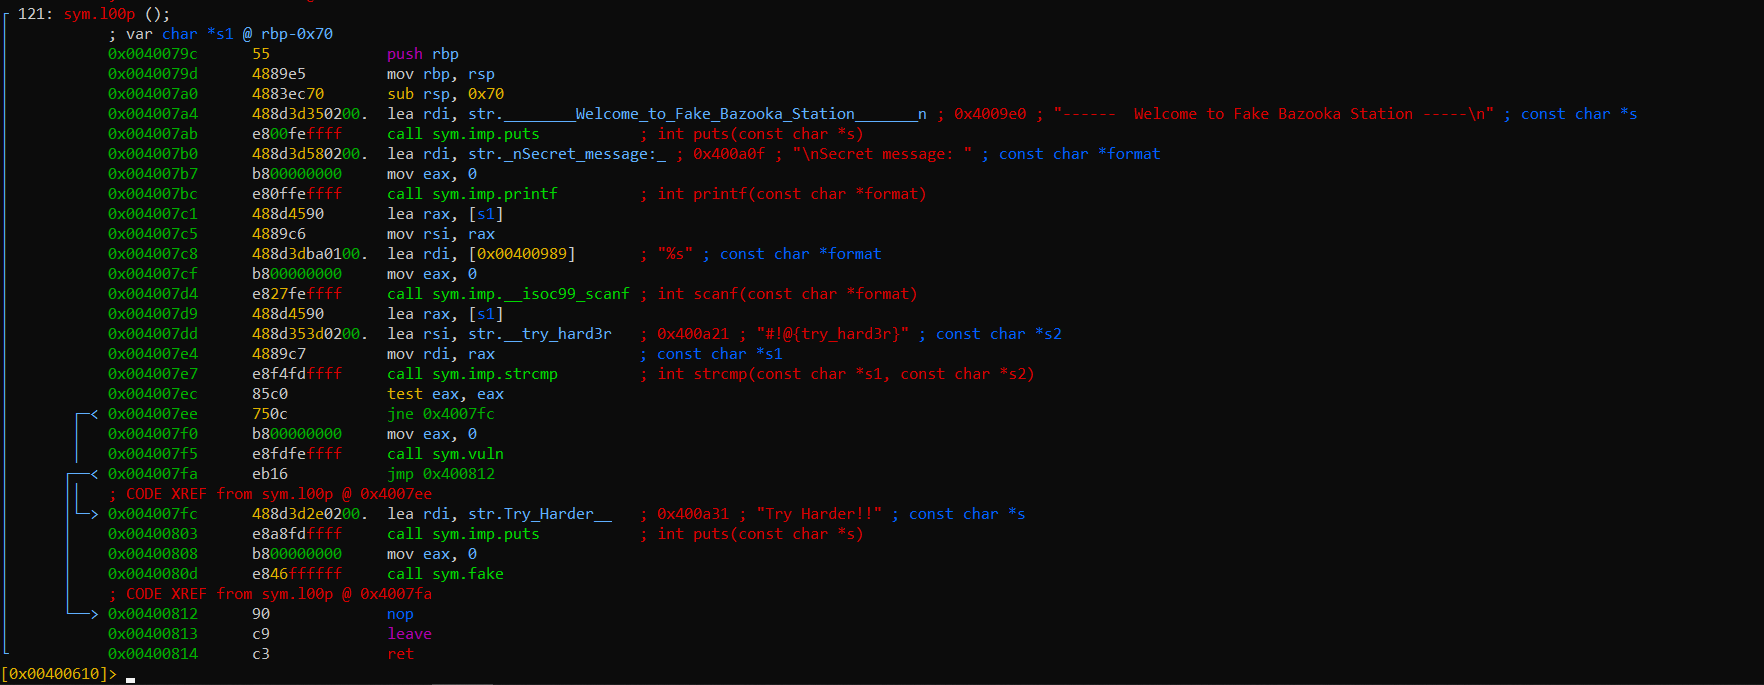 121: sym.l00p ();
; var char *s1 @ rbp-0x70
0x0040079c 55 push rbp
0x0040079d 4889e5 mov rbp, rsp
0x004007a0 4883ec70 sub rsp, 0x70
0x004007a4 488d3d350200. lea rdi, str.________Welcome_to_Fake_Bazooka_Station_______n ; 0x4009e0 ; "------  Welcome to Fake Bazooka Station -----\n" ; const char *s
0x004007ab e800feffff call sym.imp.puts ; int puts(const char *s)
0x004007b0 488d3d580200. lea rdi, str._nSecret_message:_ ; 0x400a0f ; "\nSecret message: " ; const char *format
0x004007b7 b800000000 mov eax, 0
0x004007bc e80ffeffff call sym.imp.printf ; int printf(const char *format)
0x004007c1 488d4590 lea rax, [s1]
0x004007c5 4889c6 mov rsi, rax
0x004007c8 488d3dba0100. lea rdi, [0x00400989] ; "%s" ; const char *format
0x004007cf b800000000 mov eax, 0
0x004007d4 e827feffff call sym.imp.__isoc99_scanf ; int scanf(const char *format)
0x004007d9 488d4590 lea rax, [s1]
0x004007dd 488d353d0200. lea rsi, str.__try_hard3r ; 0x400a21 ; "#!@{try_hard3r}" ; const char *s2
0x004007e4 4889c7 mov rdi, rax ; const char *s1
0x004007e7 e8f4fdffff call sym.imp.strcmp ; int strcmp(const char *s1, const char *s2)
0x004007ec 85c0 test eax, eax
0x004007ee 750c jne 0x4007fc
0x004007f0 b800000000 mov eax, 0
0x004007f5 e8fdfeffff call sym.vuln
0x004007fa eb16 jmp 0x400812
; CODE XREF from sym.l00p @ 0x4007ee
0x004007fc 488d3d2e0200. lea rdi, str.Try_Harder__ ; 0x400a31 ; "Try Harder!!" ; const char *s
0x00400803 e8a8fdffff call sym.imp.puts ; int puts(const char *s)
0x00400808 b800000000 mov eax, 0
0x0040080d e846ffffff call sym.fake
; CODE XREF from sym.l00p @ 0x4007fa
0x00400812 90 nop
0x00400813 c9 leave
0x00400814 c3 ret
[0x00400610]>